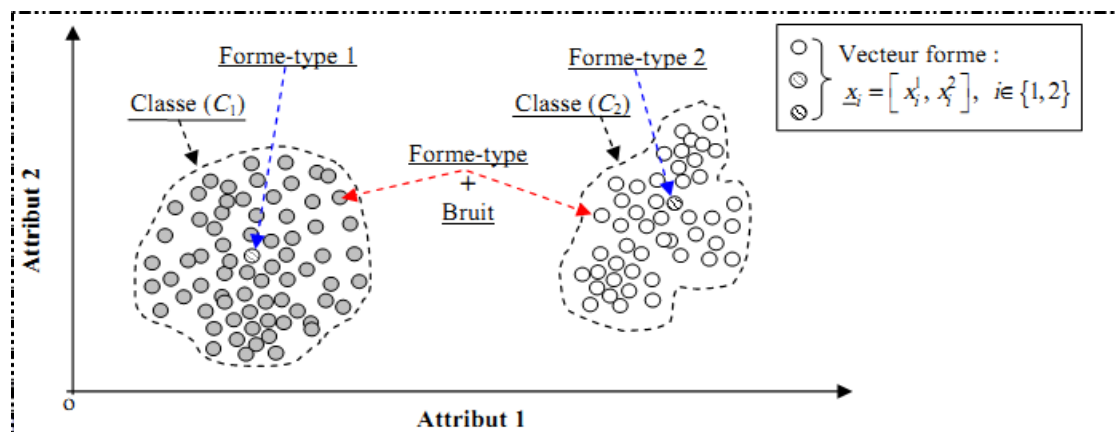 Forme-type 1
Forme-type 2
Vecteur forme :
x_i = [ x_i^1, x_i^2 ], i ∈ {1,2}
Classe (C1)
Classe (C2)
Forme-type
+
Bruit
Attribut 2
o
Attribut 1